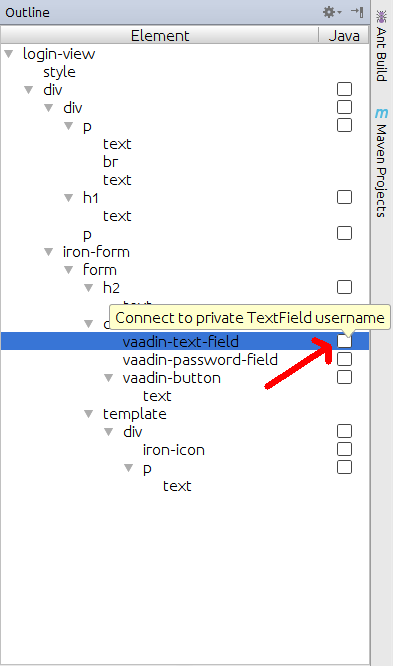 Outline
Element Java
login-view
style
div
div
p
text
br
text
h1
text
p
iron-form
form
h2
Connect to private TextField username
vaadin-text-field
vaadin-password-field
vaadin-button
text
template
div
iron-icon
p
text
Ant Build
m
Maven Projects